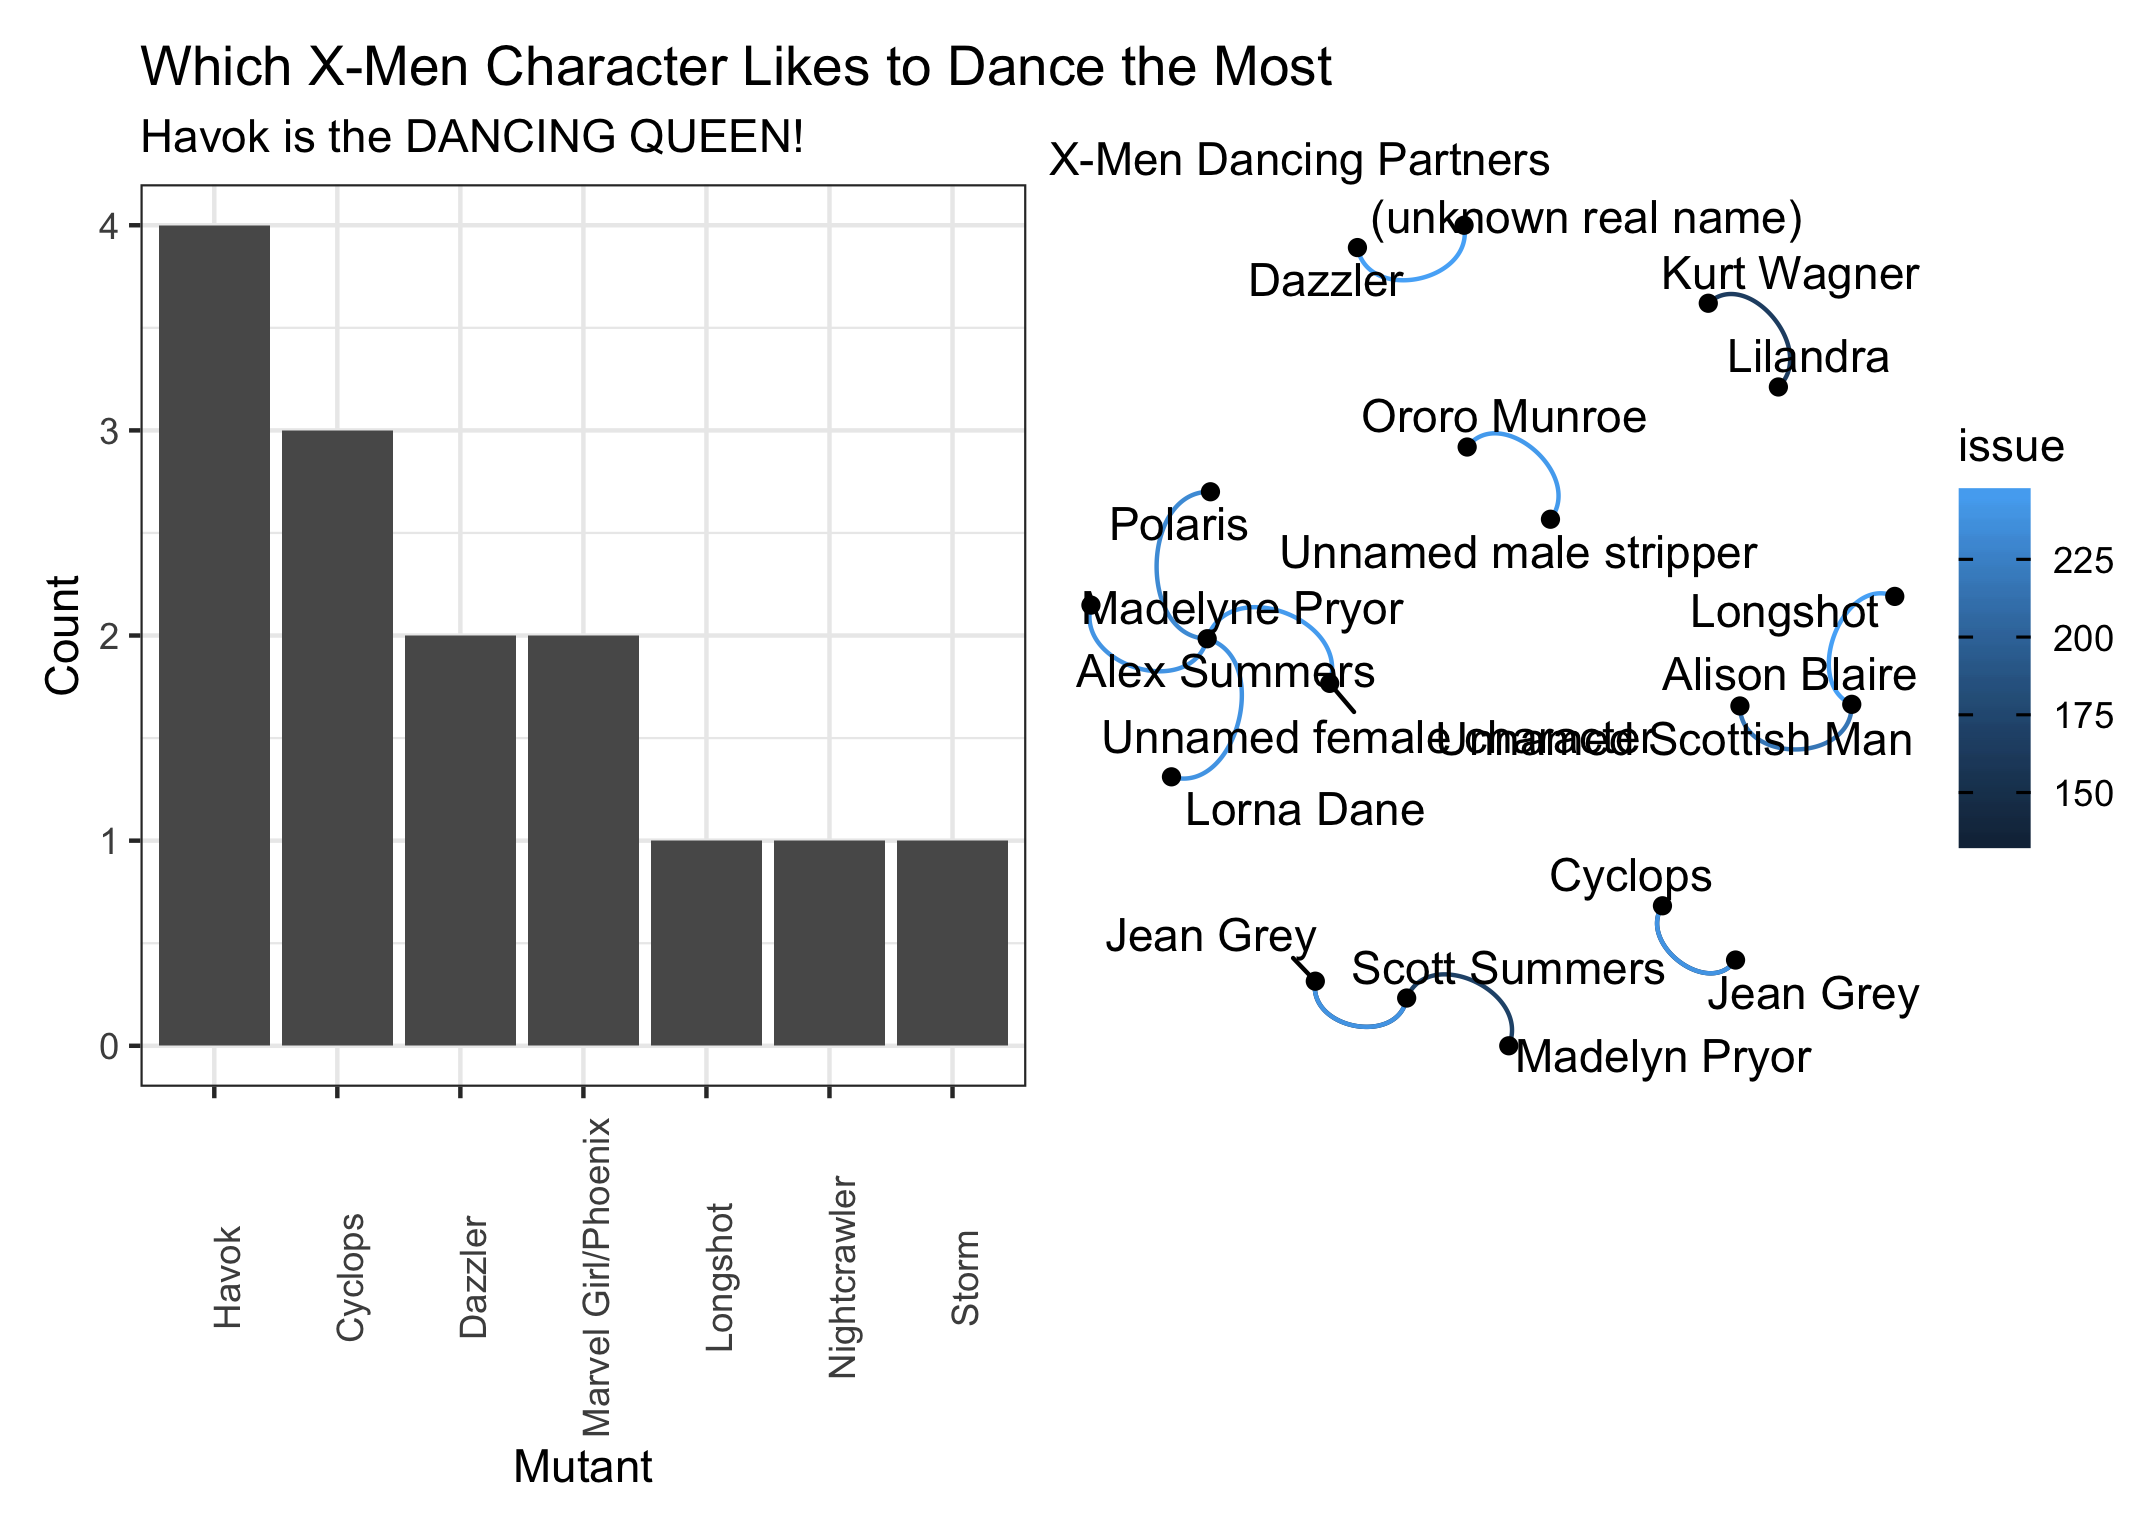 Which X-Men Character Likes to Dance the Most
Havok is the DANCING QUEEN!
4
3
2
1
0
Count
Havok
Cyclops
Dazzler
Marvel Girl/Phoenix
Longshot
Nightcrawler
Storm
Mutant
X-Men Dancing Partners
(unknown real name)
Dazzler
Kurt Wagner
Lilandra
Ororo Munroe
Polaris
Unnamed male stripper
Madelyne Pryor
Longshot
Alex Summers
Alison Blaire
Unnamed female character
Unnamed Scottish Man
Lorna Dane
Cyclops
Jean Grey
Scott Summers
Jean Grey
Madelyn Pryor
issue
225
200
175
150